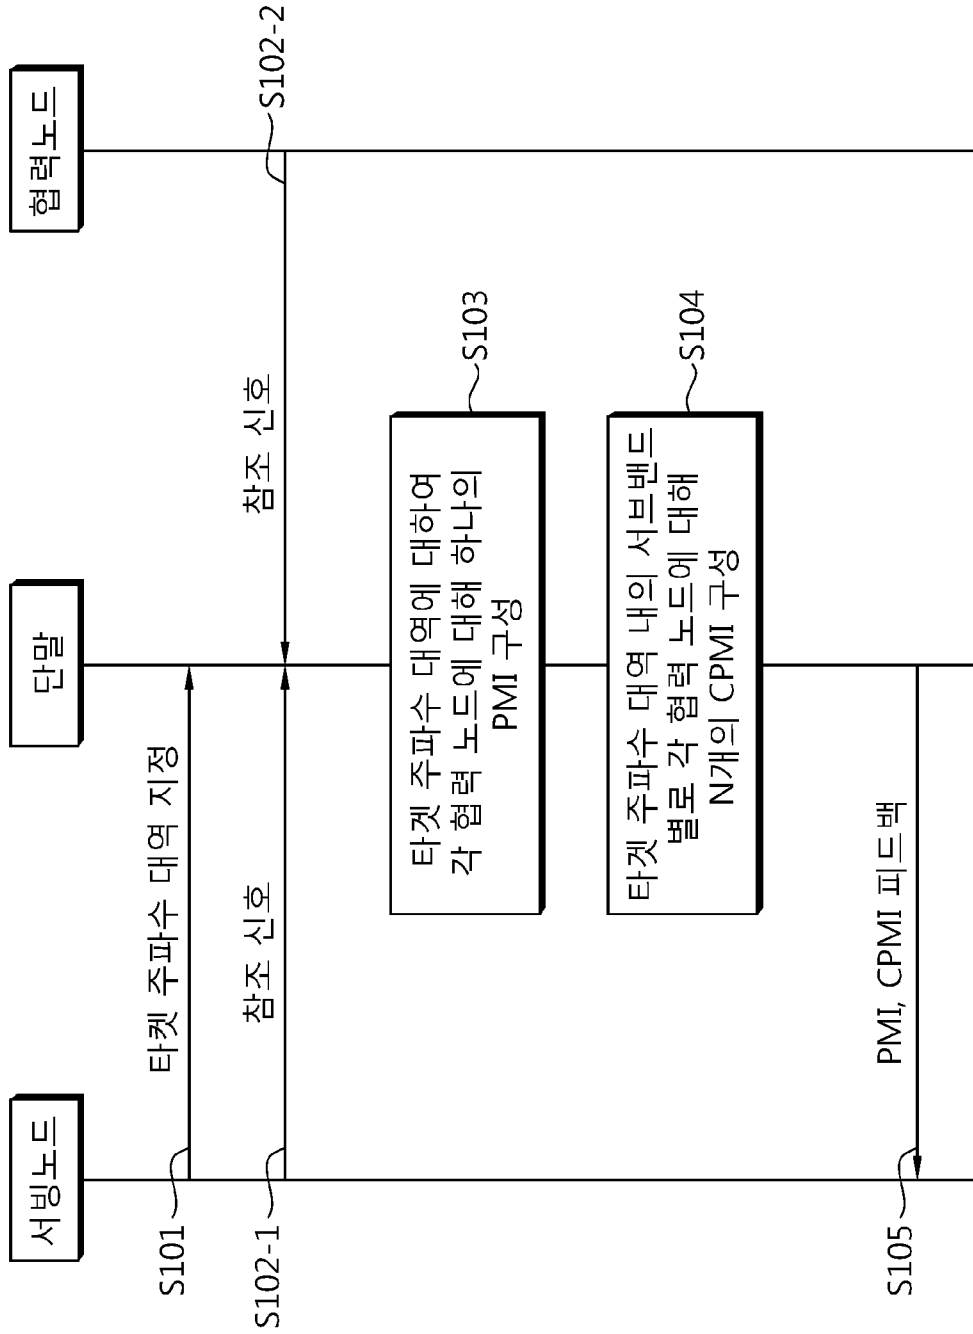 서빙노드
단말
협력노드
S101
타켓 주파수 대역 지정
S102-1
참조 신호
참조 신호
S102-2
타겟 주파수 대역에 대하여
각 협력 노드에 대해 하나의
PMI 구성
S103
타겟 주파수 대역 내의 서브밴드
별로 각 협력 노드에 대해
N개의 CPMI 구성
S104
S105
PMI, CPMI 피드백